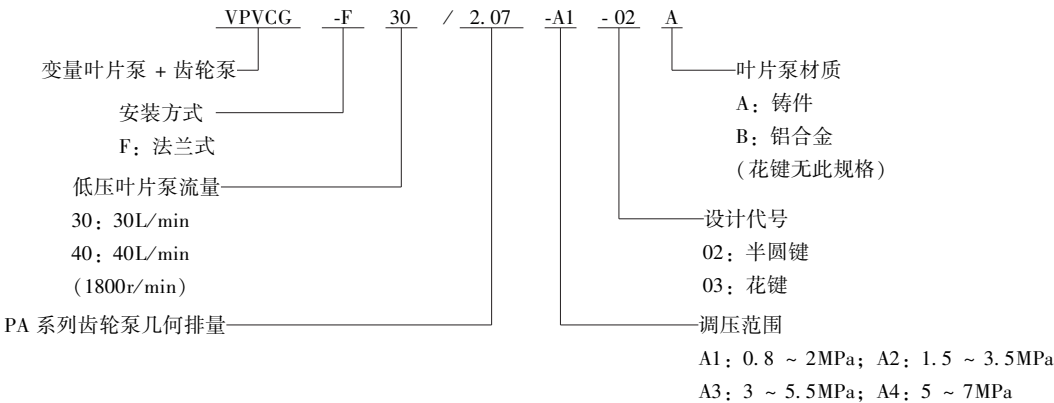 VPVCG -F 30 / 2.07 -A1 -02 A
变量叶片泵 + 齿轮泵
安装方式
F：法兰式
低压叶片泵流量
30：30L/min
40：40L/min
(1800r/min)
PA 系列齿轮泵几何排量
叶片泵材质
A：铸件
B：铝合金
(花键无此规格)
设计代号
02：半圆键
03：花键
调压范围
A1：0.8 ~ 2MPa；A2：1.5 ~ 3.5MPa
A3：3 ~ 5.5MPa；A4：5 ~ 7MPa